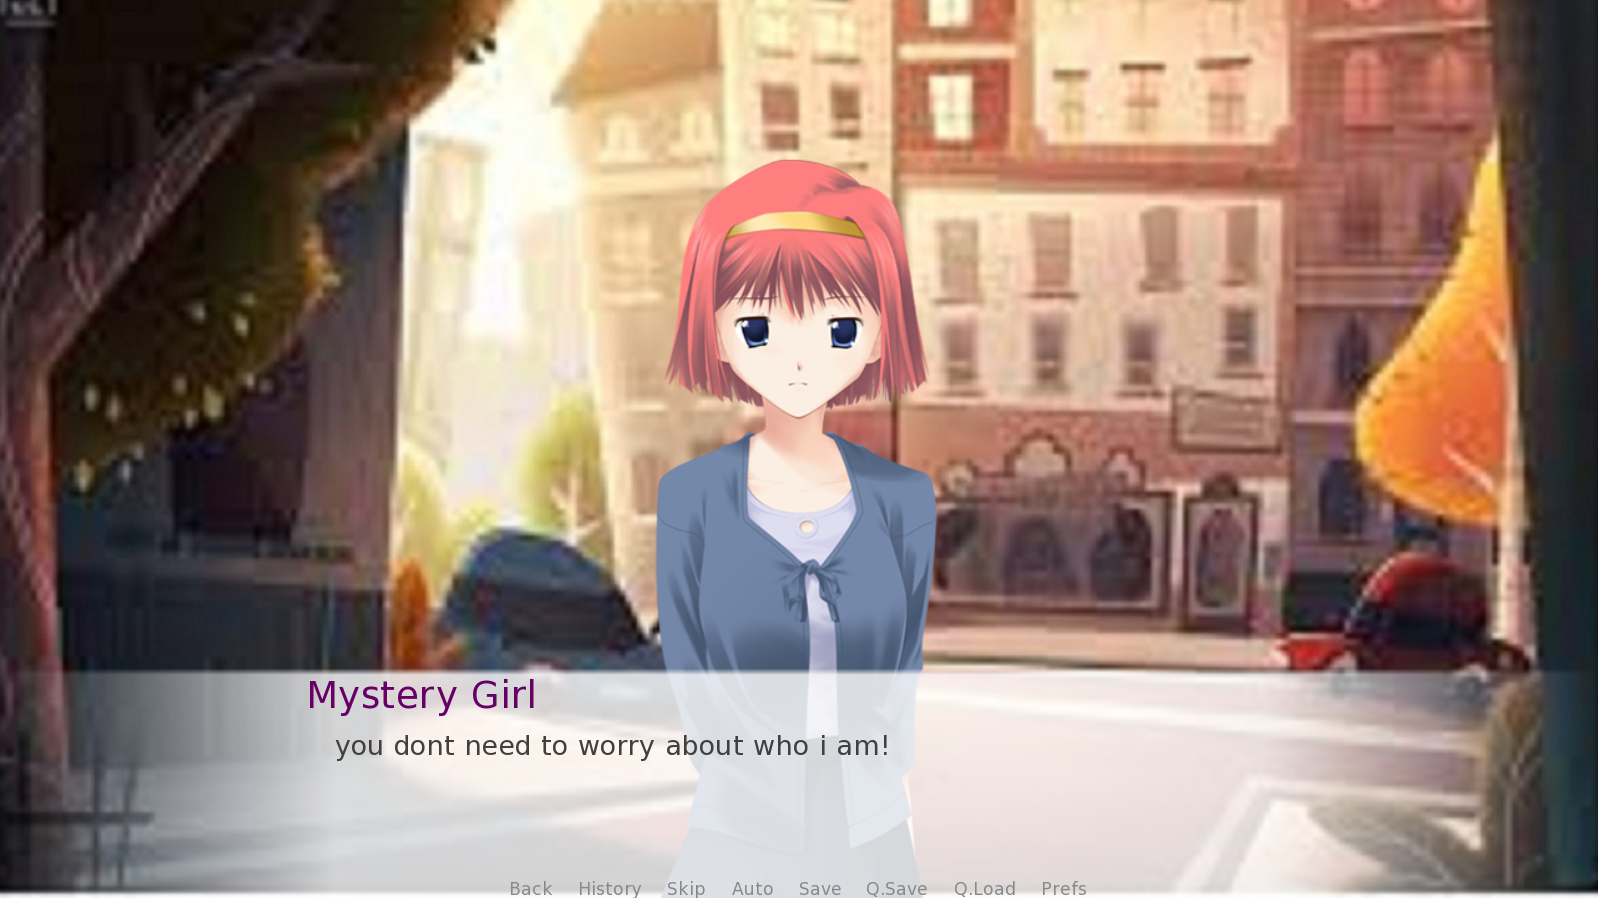 Mystery Girl
you dont need to worry about who i am!
Back History Skip Auto Save Q.Save Q.Load Prefs